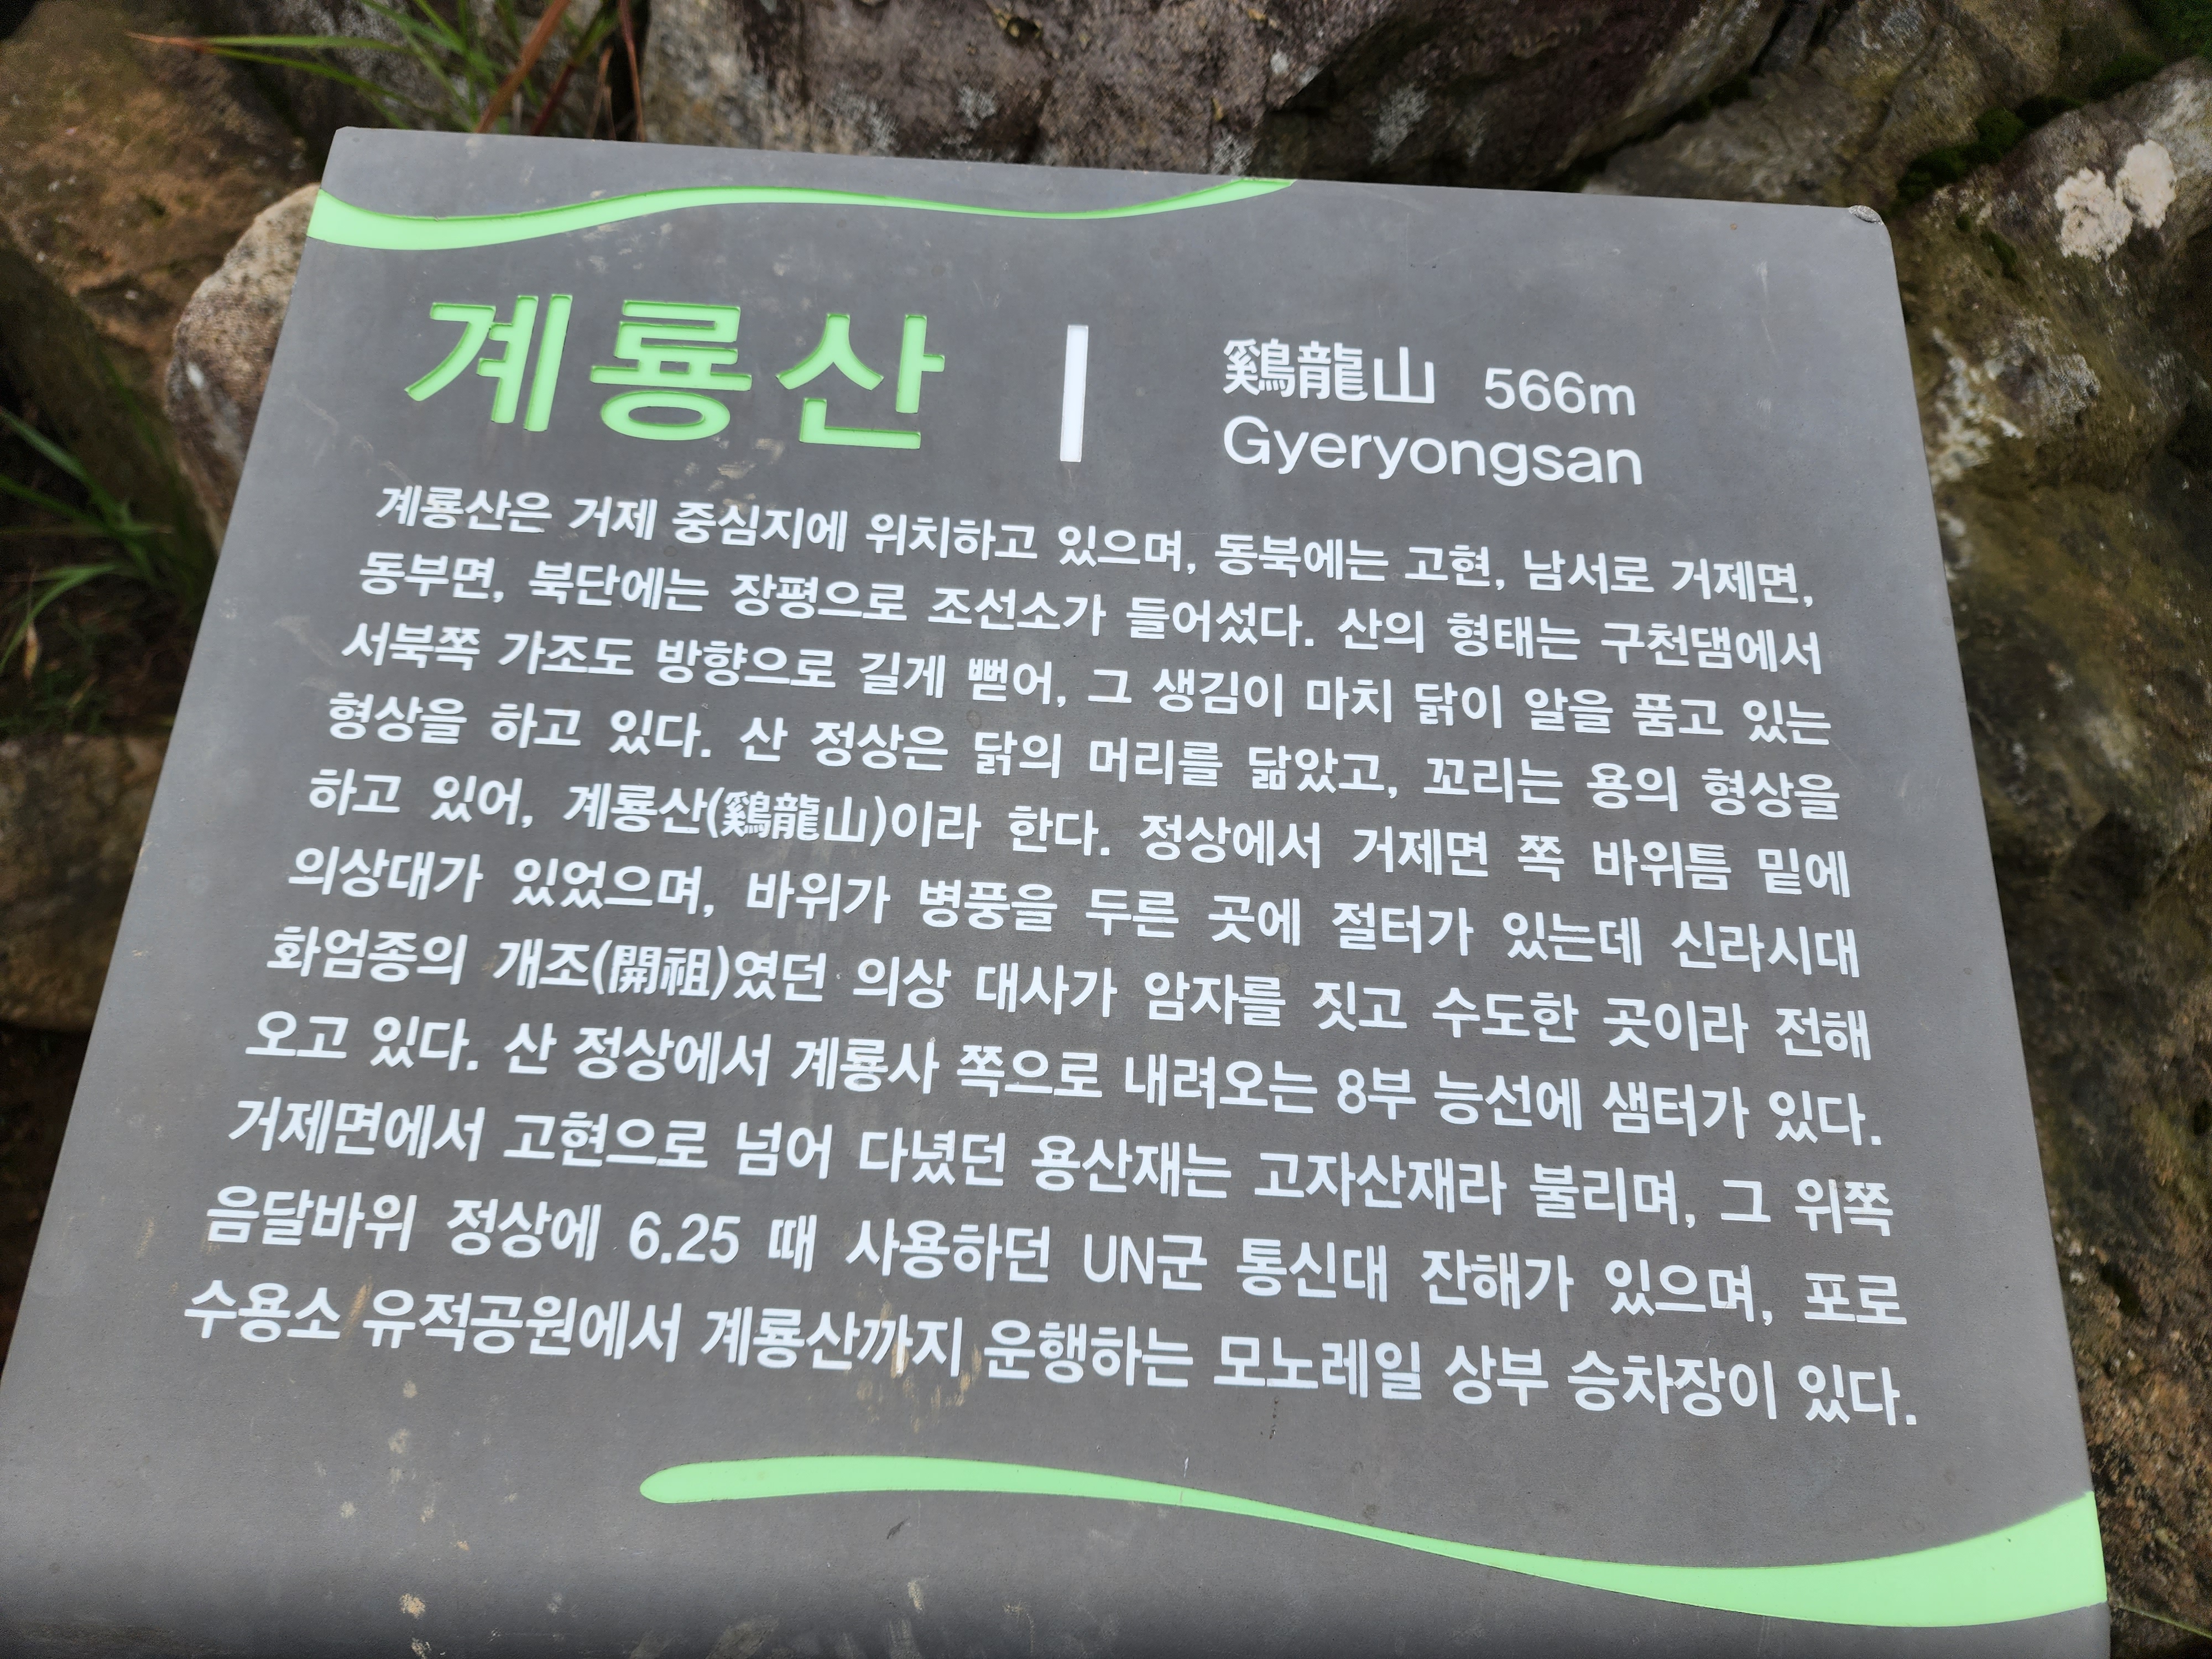 계룡산
鷄龍山 566m
Gyeryongsan
계룡산은 거제 중심지에 위치하고 있으며, 동북에는 고현, 남서로 거제면,
동부면, 북단에는 장평으로 조선소가 들어섰다. 산의 형태는 구천댐에서
서북쪽 가조도 방향으로 길게 뻗어, 그 생김이 마치 닭이 알을 품고 있는
형상을 하고 있다. 산 정상은 닭의 머리를 닮았고, 꼬리는 용의 형상을
하고 있어, 계룡산(鷄龍山)이라 한다. 정상에서 거제면 쪽 바위틈 밑에
의상대가 있었으며, 바위가 병풍을 두른 곳에 절터가 있는데 신라시대
화엄종의 개조(開祖)였던 의상 대사가 암자를 짓고 수도한 곳이라 전해
오고 있다. 산 정상에서 계룡사 쪽으로 내려오는 8부 능선에 샘터가 있다.
거제면에서 고현으로 넘어 다녔던 용산재는 고자산재라 불리며, 그 위쪽
음달바위 정상에 6.25 때 사용하던 UN군 통신대 잔해가 있으며, 포로
수용소 유적공원에서 계룡산까지 운행하는 모노레일 상부 승차장이 있다.